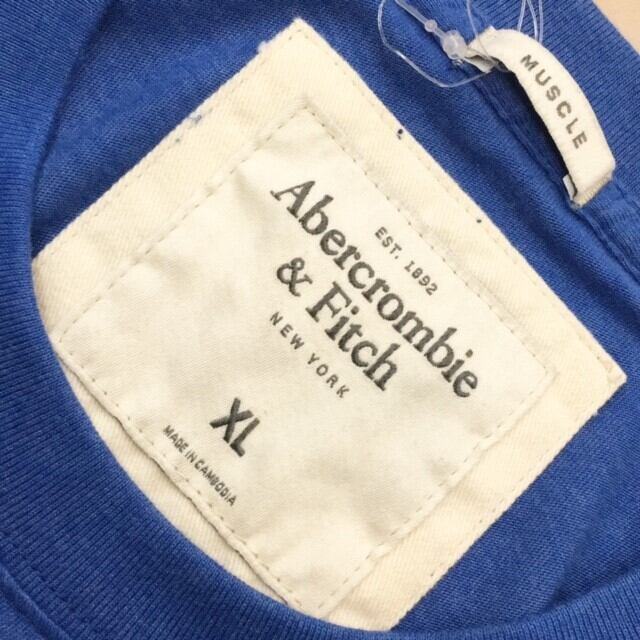 EST. 1892
Abercrombie
& Fitch
NEW YORK
XL
MADE IN CAMBODIA
MUSCLE